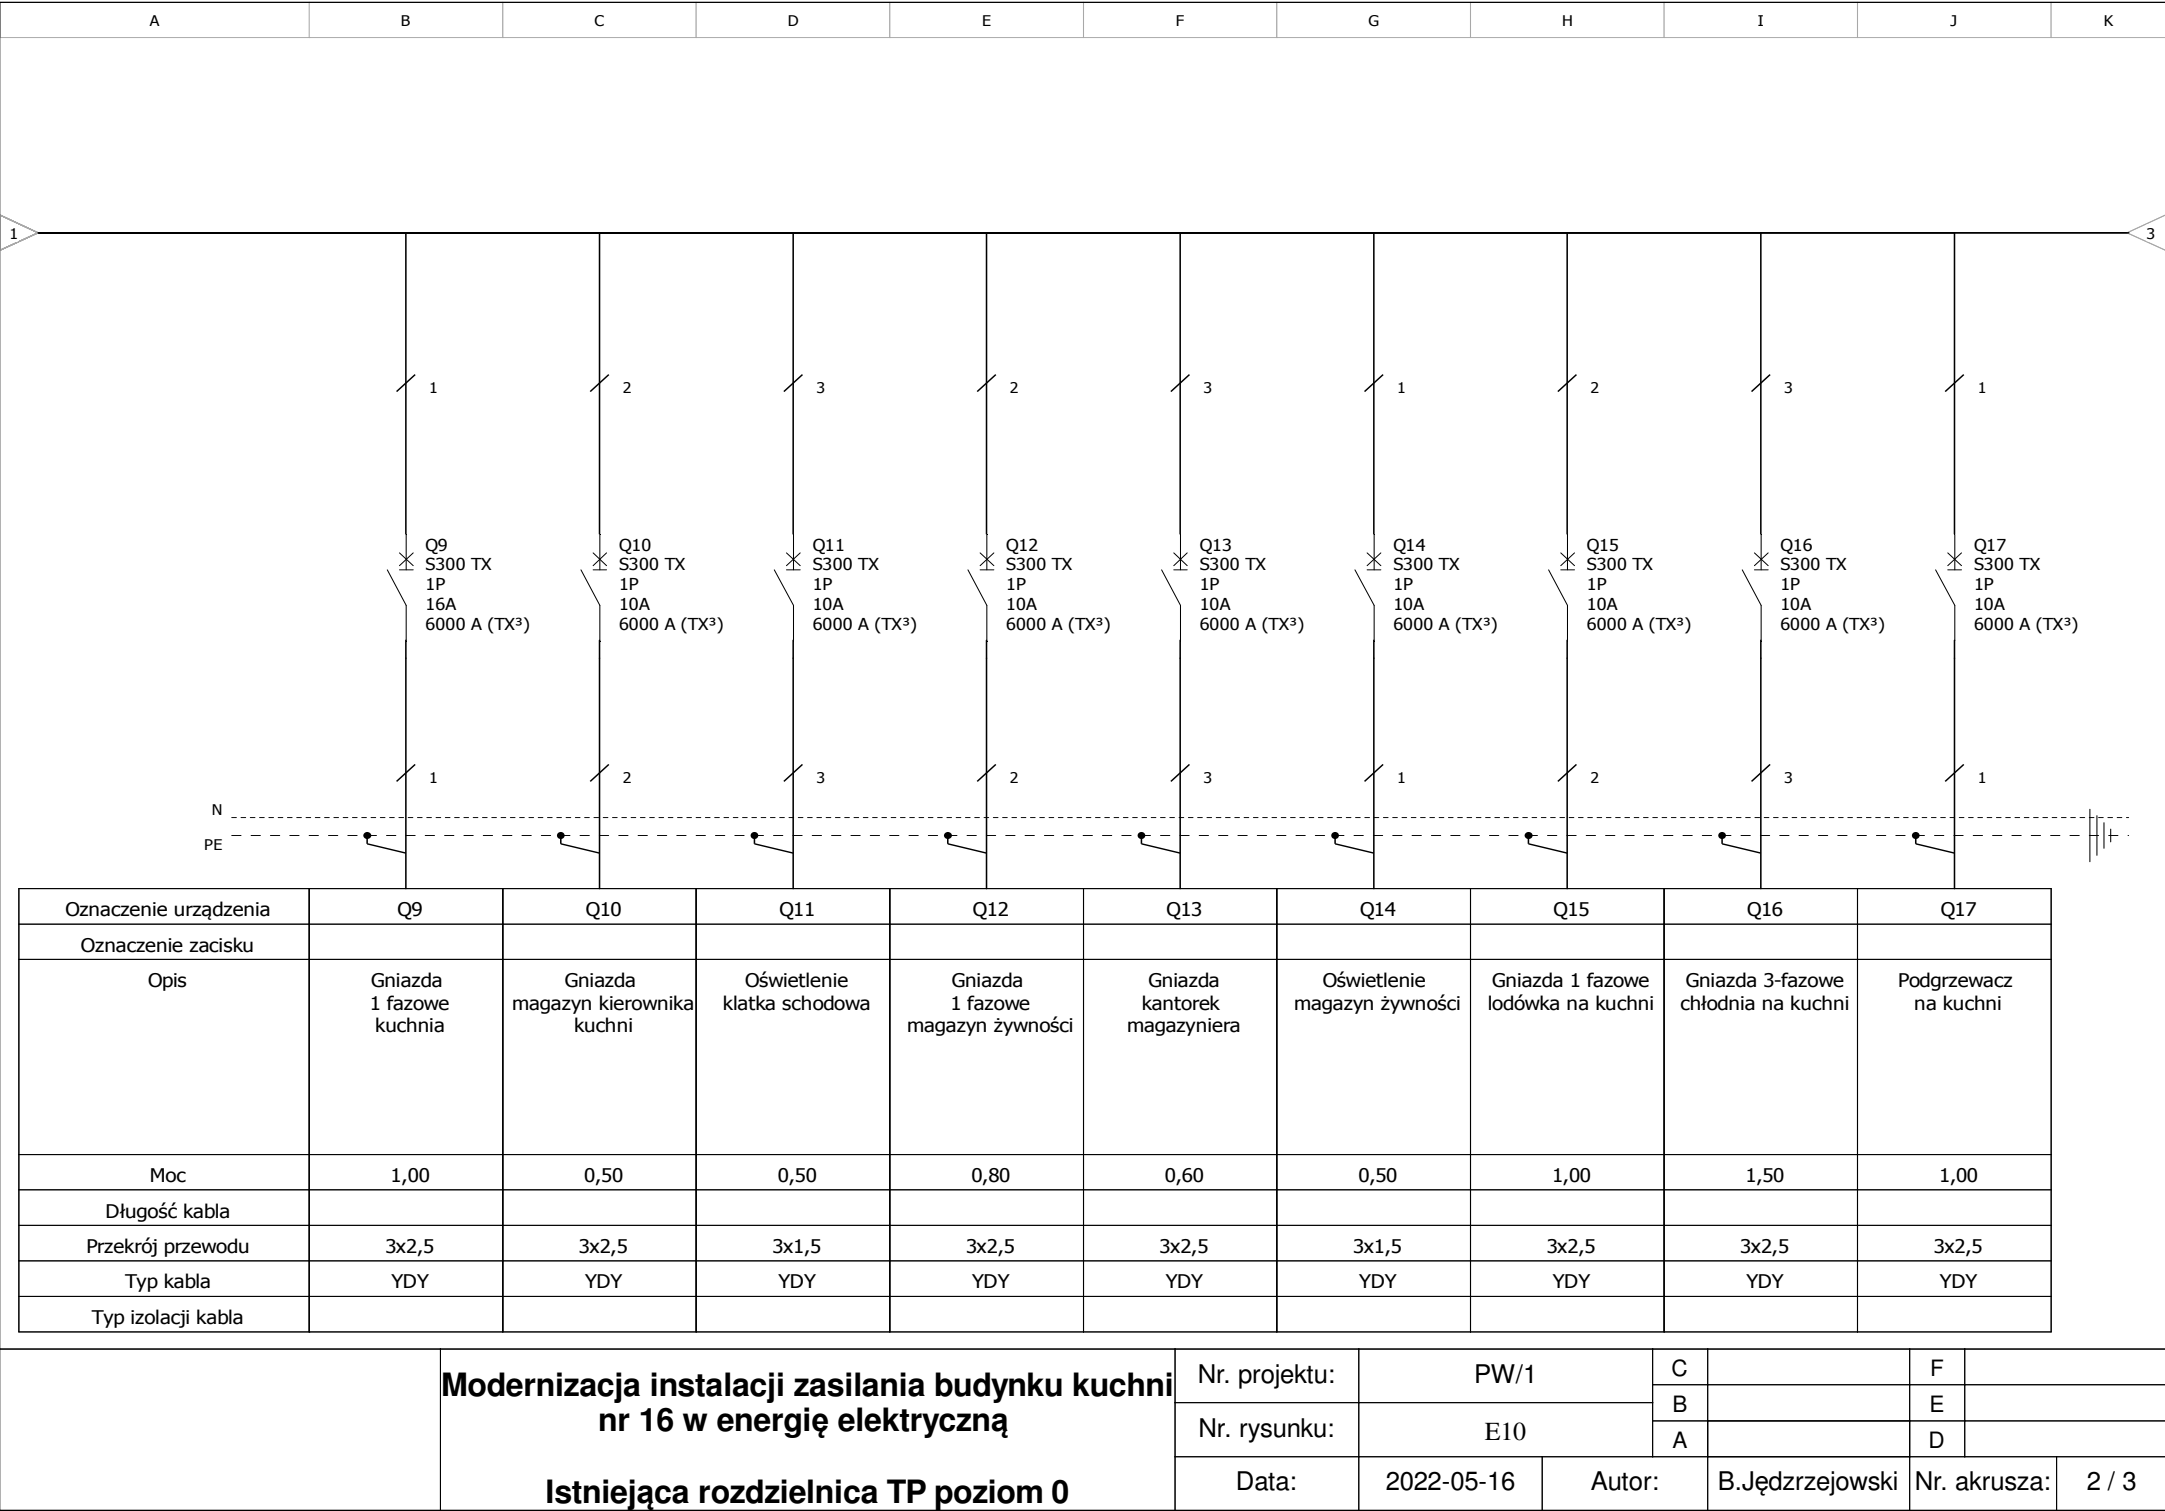 A B C D E F G H I J K
1 3
1 2 3 2 3 1 2 3 1
Q9 Q10 Q11 Q12 Q13 Q14 Q15 Q16 Q17
S300 TX S300 TX S300 TX S300 TX S300 TX S300 TX S300 TX S300 TX S300 TX
1P 1P 1P 1P 1P 1P 1P 1P 1P
16A 10A 10A 10A 10A 10A 10A 10A 10A
6000 A (TX³) 6000 A (TX³) 6000 A (TX³) 6000 A (TX³) 6000 A (TX³) 6000 A (TX³) 6000 A (TX³) 6000 A (TX³) 6000 A (TX³)
1 2 3 2 3 1 2 3 1
N
PE
Oznaczenie urządzenia Q9 Q10 Q11 Q12 Q13 Q14 Q15 Q16 Q17
Oznaczenie zacisku
Opis Gniazda Gniazda Oświetlenie Gniazda Gniazda Oświetlenie Gniazda 1 fazowe Gniazda 3-fazowe Podgrzewacz
1 fazowe magazyn kierownika klatka schodowa 1 fazowe kantorek magazyn żywności lodówka na kuchni chłodnia na kuchni na kuchni
kuchnia kuchni magazyn żywności magazyniera
Moc 1,00 0,50 0,50 0,80 0,60 0,50 1,00 1,50 1,00
Długość kabla
Przekrój przewodu 3x2,5 3x2,5 3x1,5 3x2,5 3x2,5 3x1,5 3x2,5 3x2,5 3x2,5
Typ kabla YDY YDY YDY YDY YDY YDY YDY YDY YDY
Typ izolacji kabla
Modernizacja instalacji zasilania budynku kuchni
nr 16 w energię elektryczną
Istniejąca rozdzielnica TP poziom 0
Nr. projektu: PW/1 C F
B E
Nr. rysunku: E10 A D
Data: 2022-05-16 Autor: B.Jędzrzejowski Nr. akrusza: 2 / 3